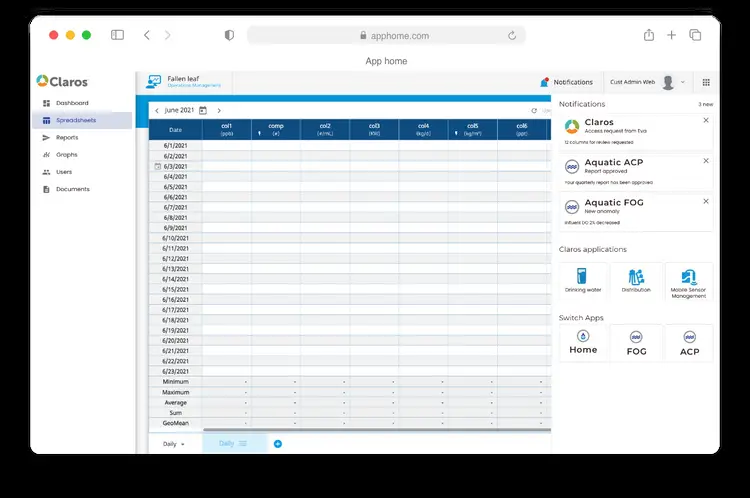 apphome.com
App home
Claros
Fallen leaf
Operations Management
Notifications
Cust Admin Web
Dashboard
Spreadsheets
Reports
Graphs
Users
Documents
June 2021
Date
col1 comp col2 col3 col4 col5 col6
(ppb) (#) (#/mL) (KW) (kg/d) (kg/m³) (ppt)
6/1/2021
6/2/2021
6/3/2021
6/4/2021
6/5/2021
6/6/2021
6/7/2021
6/8/2021
6/9/2021
6/10/2021
6/11/2021
6/12/2021
6/13/2021
6/14/2021
6/15/2021
6/16/2021
6/17/2021
6/18/2021
6/19/2021
6/20/2021
6/21/2021
6/22/2021
6/23/2021
Minimum - - - - - - -
Maximum - - - - - - -
Average - - - - - - -
Sum - - - - - - -
GeoMean - - - - - - -
Daily
Daily
Notifications
3 new
Claros
Access request from Eva
12 columns for review requested
Aquatic ACP
Report approved
Your quarterly report has been approved
Aquatic FOG
New anomaly
Influent DO 2% decreased
Claros applications
Drinking water
Distribution
Mobile Sensor
Management
Switch Apps
Home
FOG
ACP